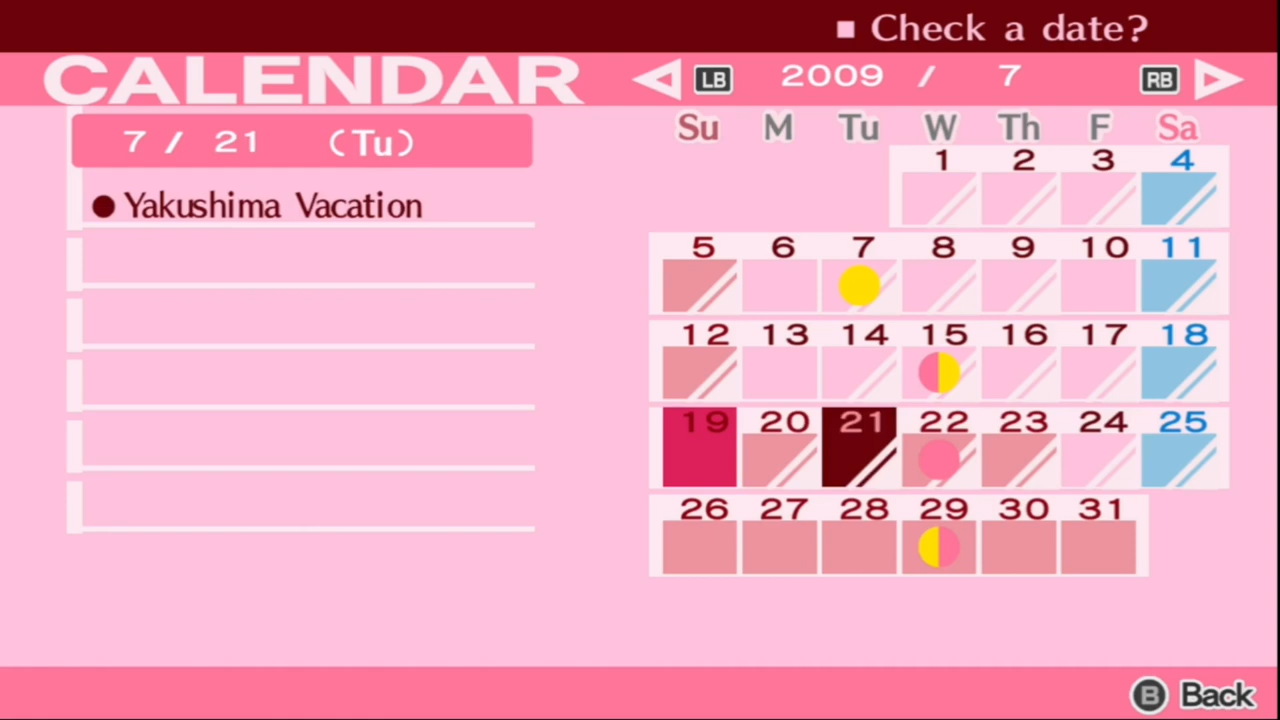 ■ Check a date?
CALENDAR
LB 2009 / 7 RB
7 / 21 (Tu)
● Yakushima Vacation
Su M Tu W Th F Sa
1 2 3 4
5 6 7 8 9 10 11
12 13 14 15 16 17 18
19 20 21 22 23 24 25
26 27 28 29 30 31
B Back